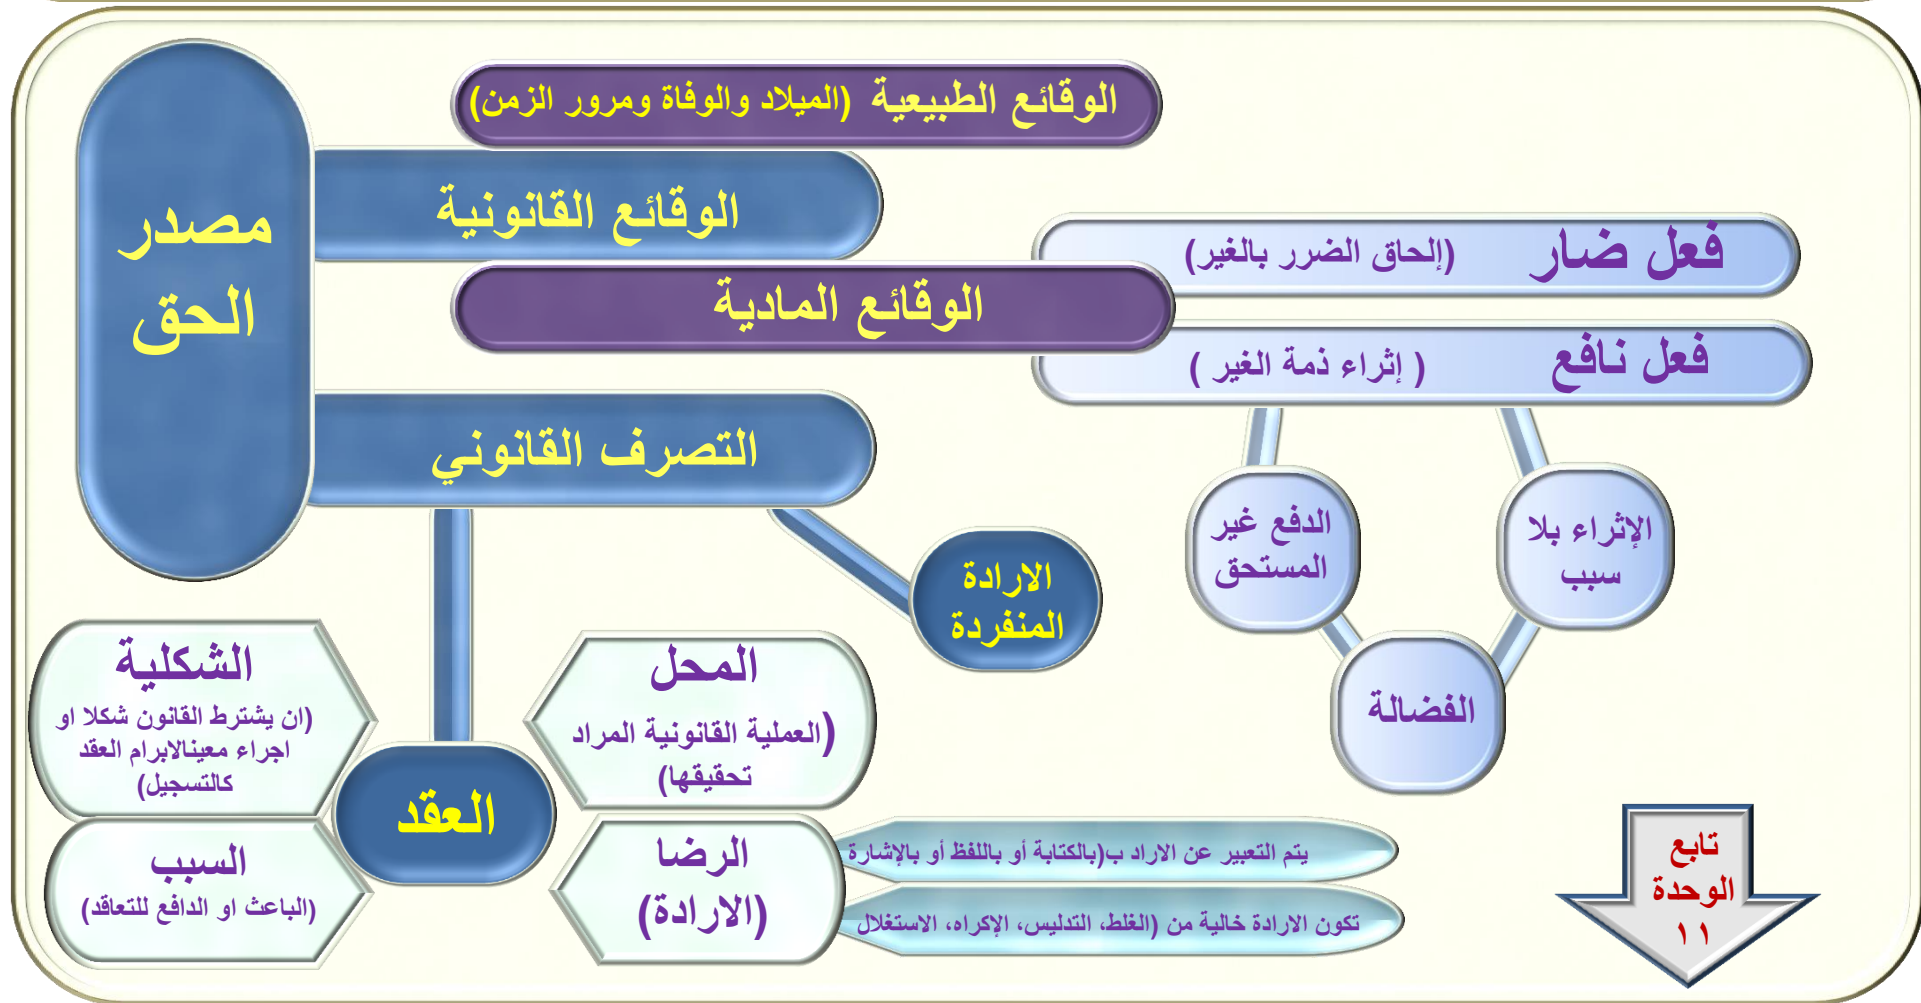 مصدر
الحق
الوقائع الطبيعية (الميلاد والوفاة ومرور الزمن)
الوقائع القانونية
الوقائع المادية
فعل ضار (إلحاق الضرر بالغير)
فعل نافع ( إثراء ذمة الغير )
الإثراء بلا
سبب
الدفع غير
المستحق
الفضالة
التصرف القانوني
الارادة
المنفردة
العقد
المحل
(العملية القانونية المراد
تحقيقها)
الشكلية
(ان يشترط القانون شكلا او
اجراء معينالابرام العقد
كالتسجيل)
الرضا
(الارادة)
يتم التعبير عن الاراد ب(بالكتابة أو باللفظ أو بالإشارة
تكون الارادة خالية من (الغلط، التدليس، الإكراه، الاستغلال
السبب
(الباعث او الدافع للتعاقد)
تابع
الوحدة
١١